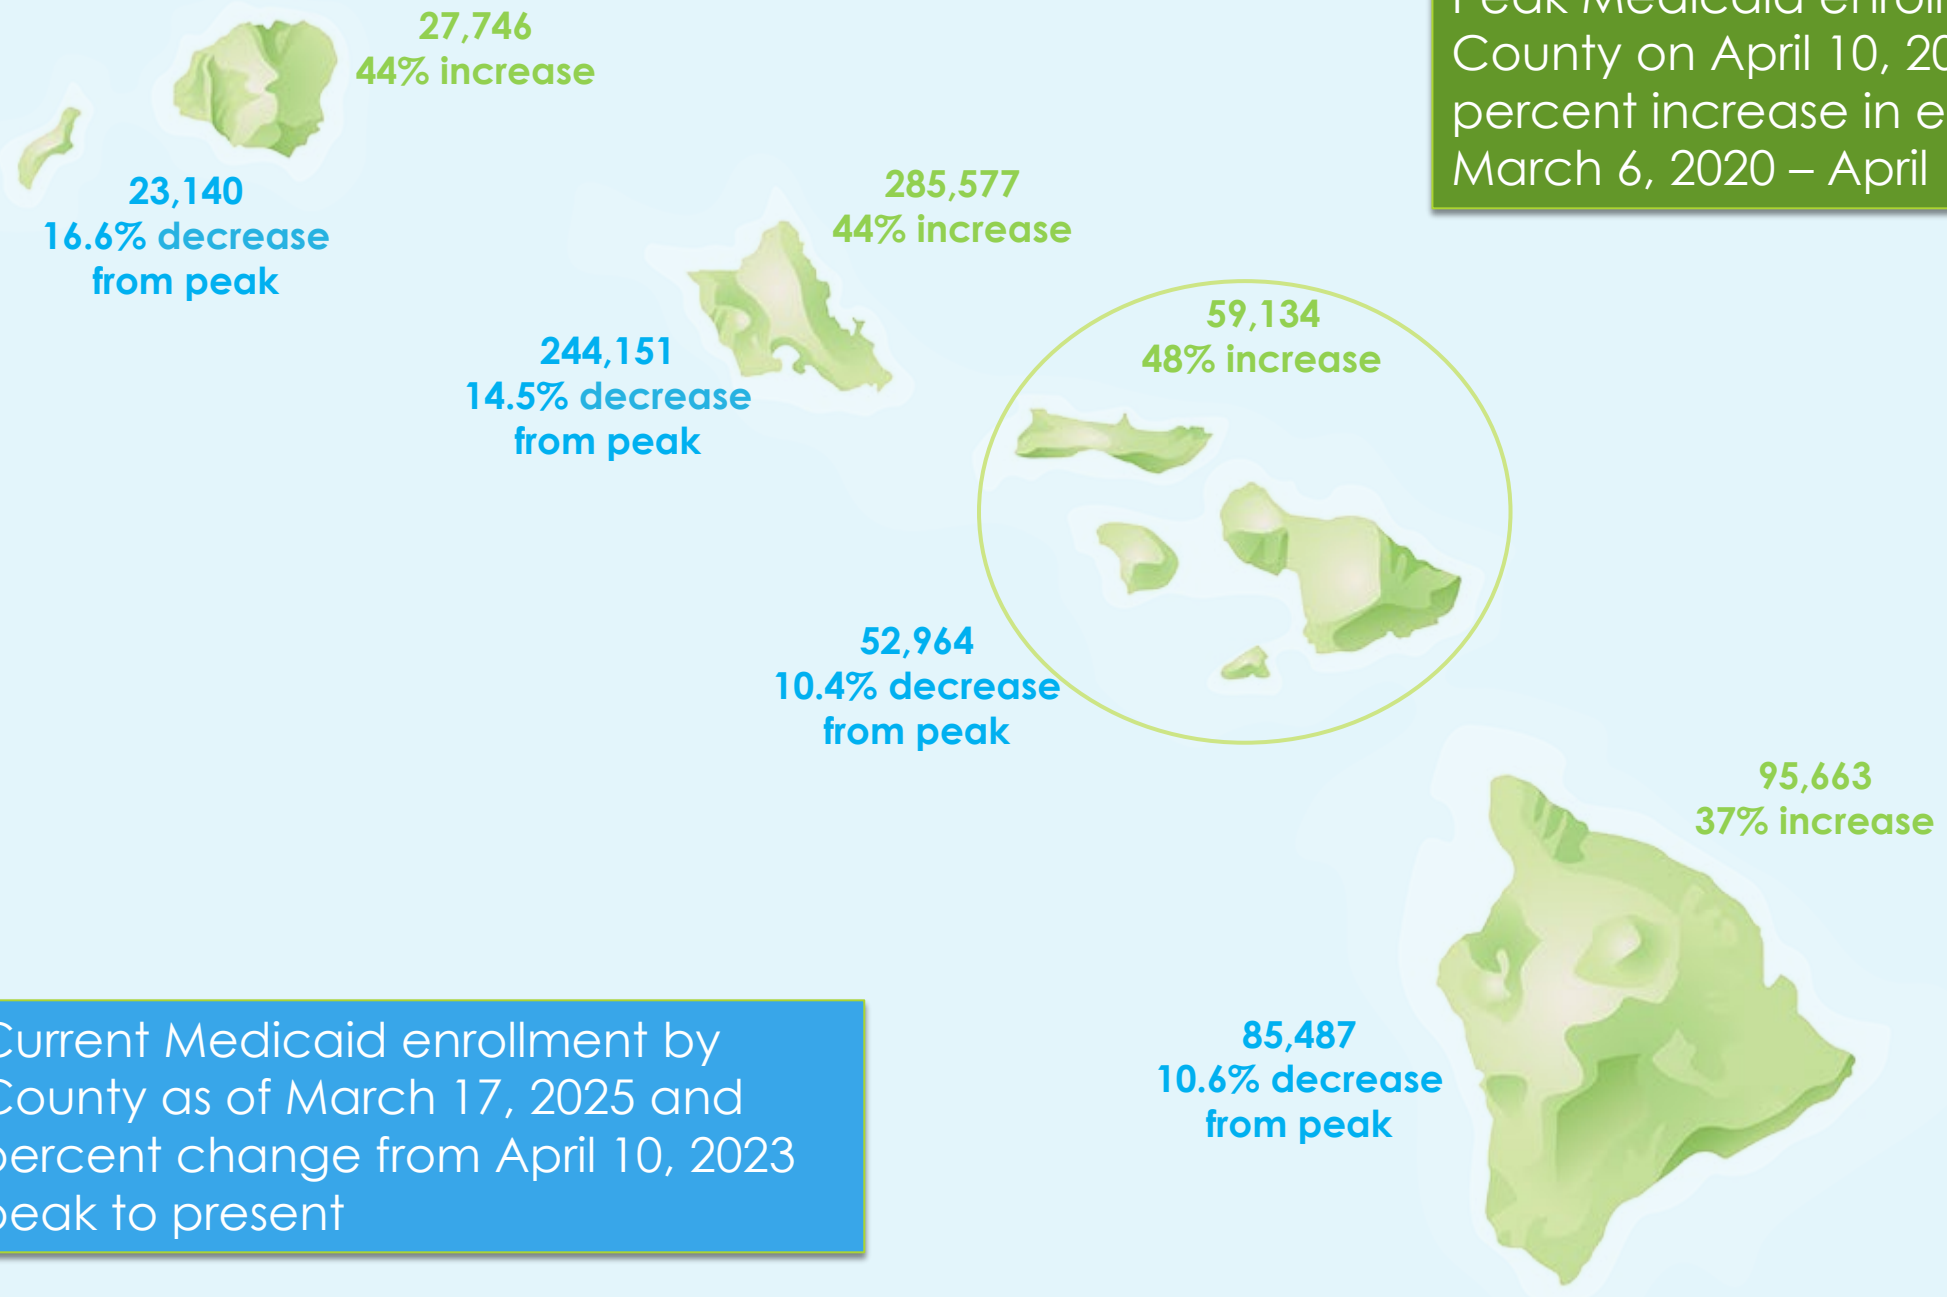 27,746
44% increase
Peak Medicaid
County on April 10,
percent increase in
March 6, 2020 – April
23,140
16.6% decrease
from peak
285,577
44% increase
244,151
14.5% decrease
from peak
59,134
48% increase
52,964
10.4% decrease
from peak
95,663
37% increase
85,487
10.6% decrease
from peak
Current Medicaid enrollment by
County as of March 17, 2025 and
percent change from April 10, 2023
peak to present